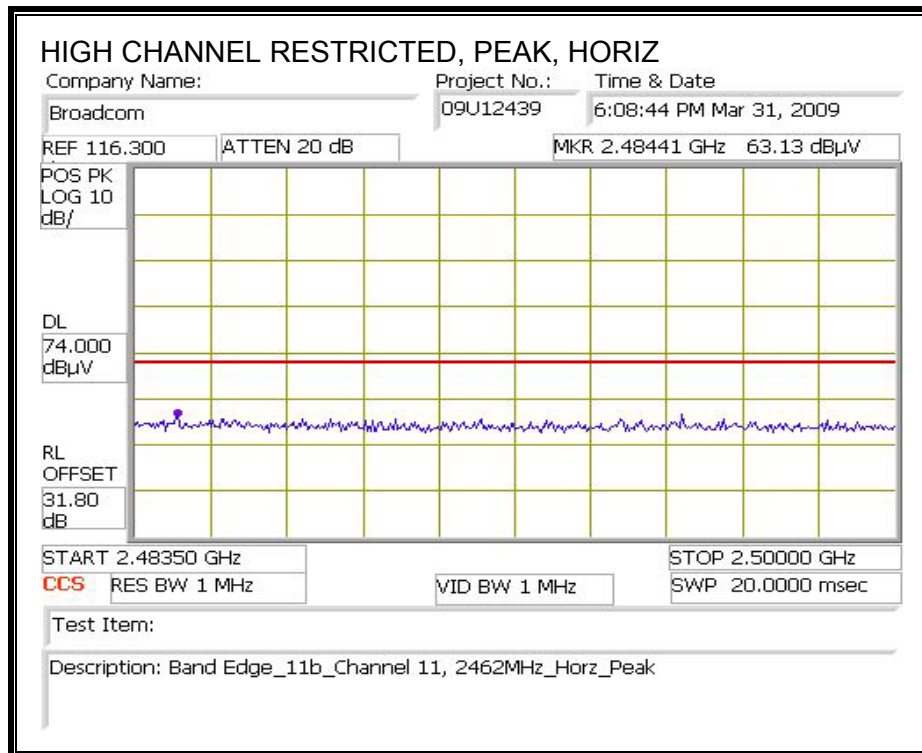 HIGH CHANNEL RESTRICTED, PEAK, HORIZ
Company Name:
Project No.:
Time & Date
Broadcom
09U12439
6:08:44 PM Mar 31, 2009
REF 116.300
ATTEN 20 dB
MKR 2.48441 GHz 63.13 dBµV
POS PK
LOG 10
dB/
DL
74.000
dBµV
RL
OFFSET
31.80
dB
START 2.48350 GHz
STOP 2.50000 GHz
CCS
RES BW 1 MHz
VID BW 1 MHz
SWP 20.0000 msec
Test Item:
Description: Band Edge_11b_Channel 11, 2462MHz_Horz_Peak